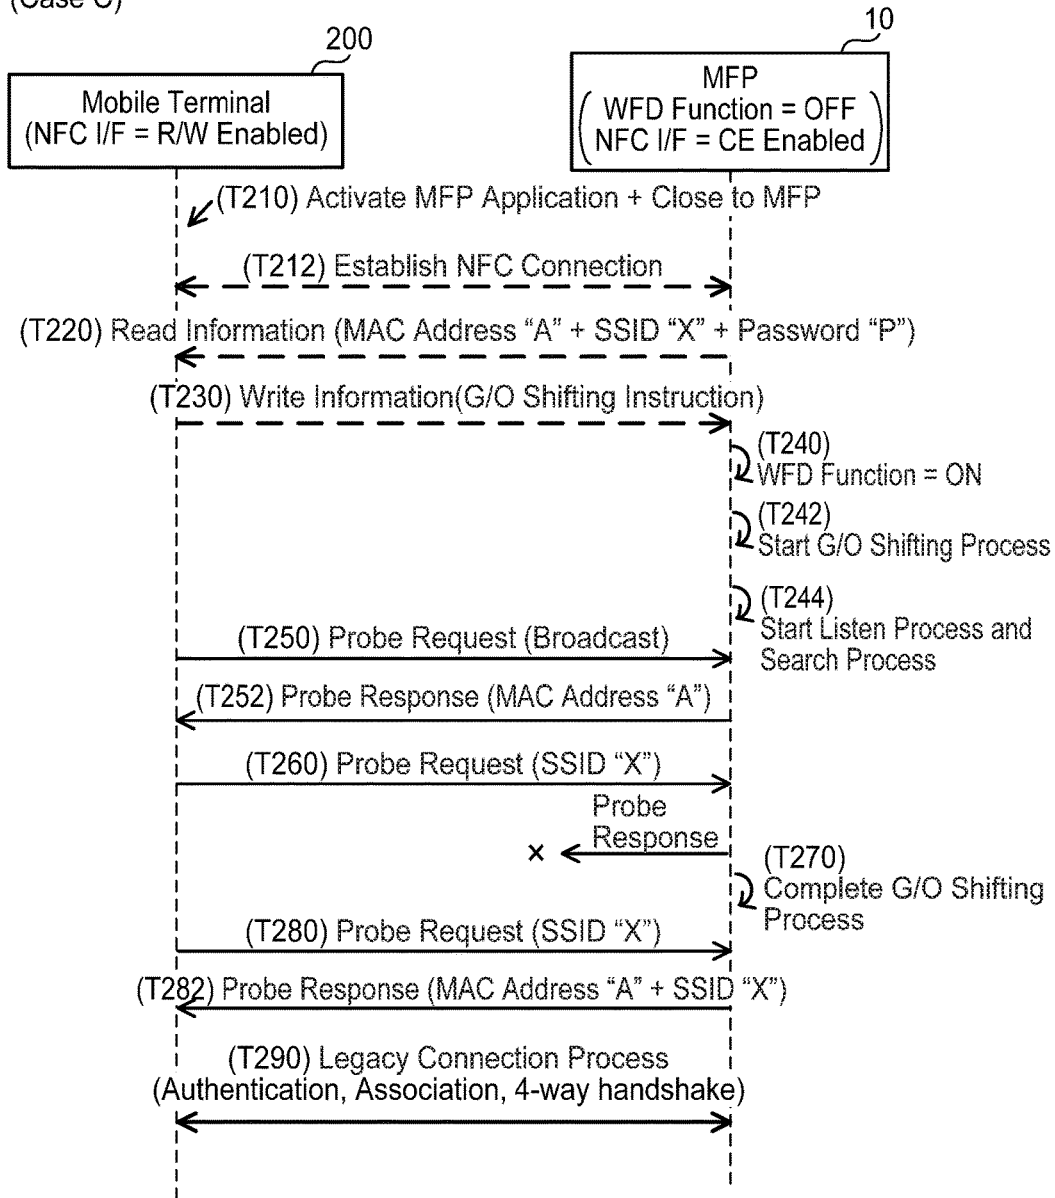 (Case C)
200
10
Mobile Terminal
(NFC I/F = R/W Enabled)
MFP
WFD Function = OFF
NFC I/F = CE Enabled
(T210) Activate MFP Application + Close to MFP
(T212) Establish NFC Connection
(T220) Read Information (MAC Address “A” + SSID “X” + Password “P”)
(T230) Write Information(G/O Shifting Instruction)
(T240)
WFD Function = ON
(T242)
Start G/O Shifting Process
(T244)
Start Listen Process and
Search Process
(T250) Probe Request (Broadcast)
(T252) Probe Response (MAC Address “A”)
(T260) Probe Request (SSID “X”)
Probe
Response
×
(T270)
Complete G/O Shifting
Process
(T280) Probe Request (SSID “X”)
(T282) Probe Response (MAC Address “A” + SSID “X”)
(T290) Legacy Connection Process
(Authentication, Association, 4-way handshake)